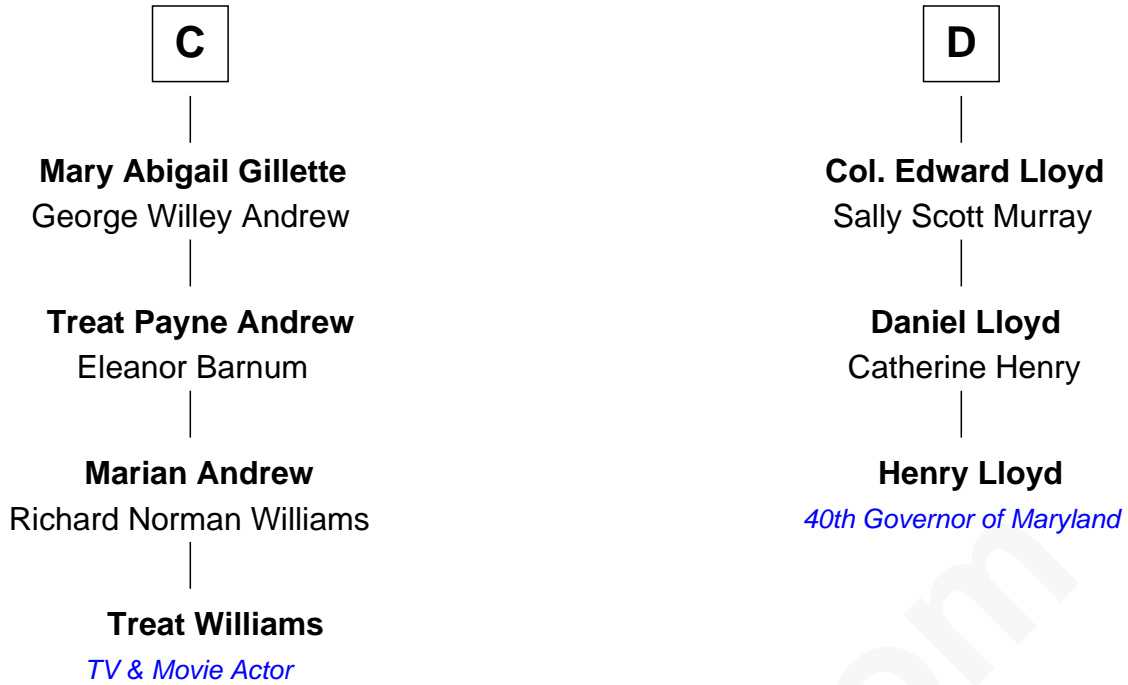 C
Mary Abigail Gillette
George Willey Andrew
Treat Payne Andrew
Eleanor Barnum
Marian Andrew
Richard Norman Williams
Treat Williams
TV & Movie Actor
D
Col. Edward Lloyd
Sally Scott Murray
Daniel Lloyd
Catherine Henry
Henry Lloyd
40th Governor of Maryland
om